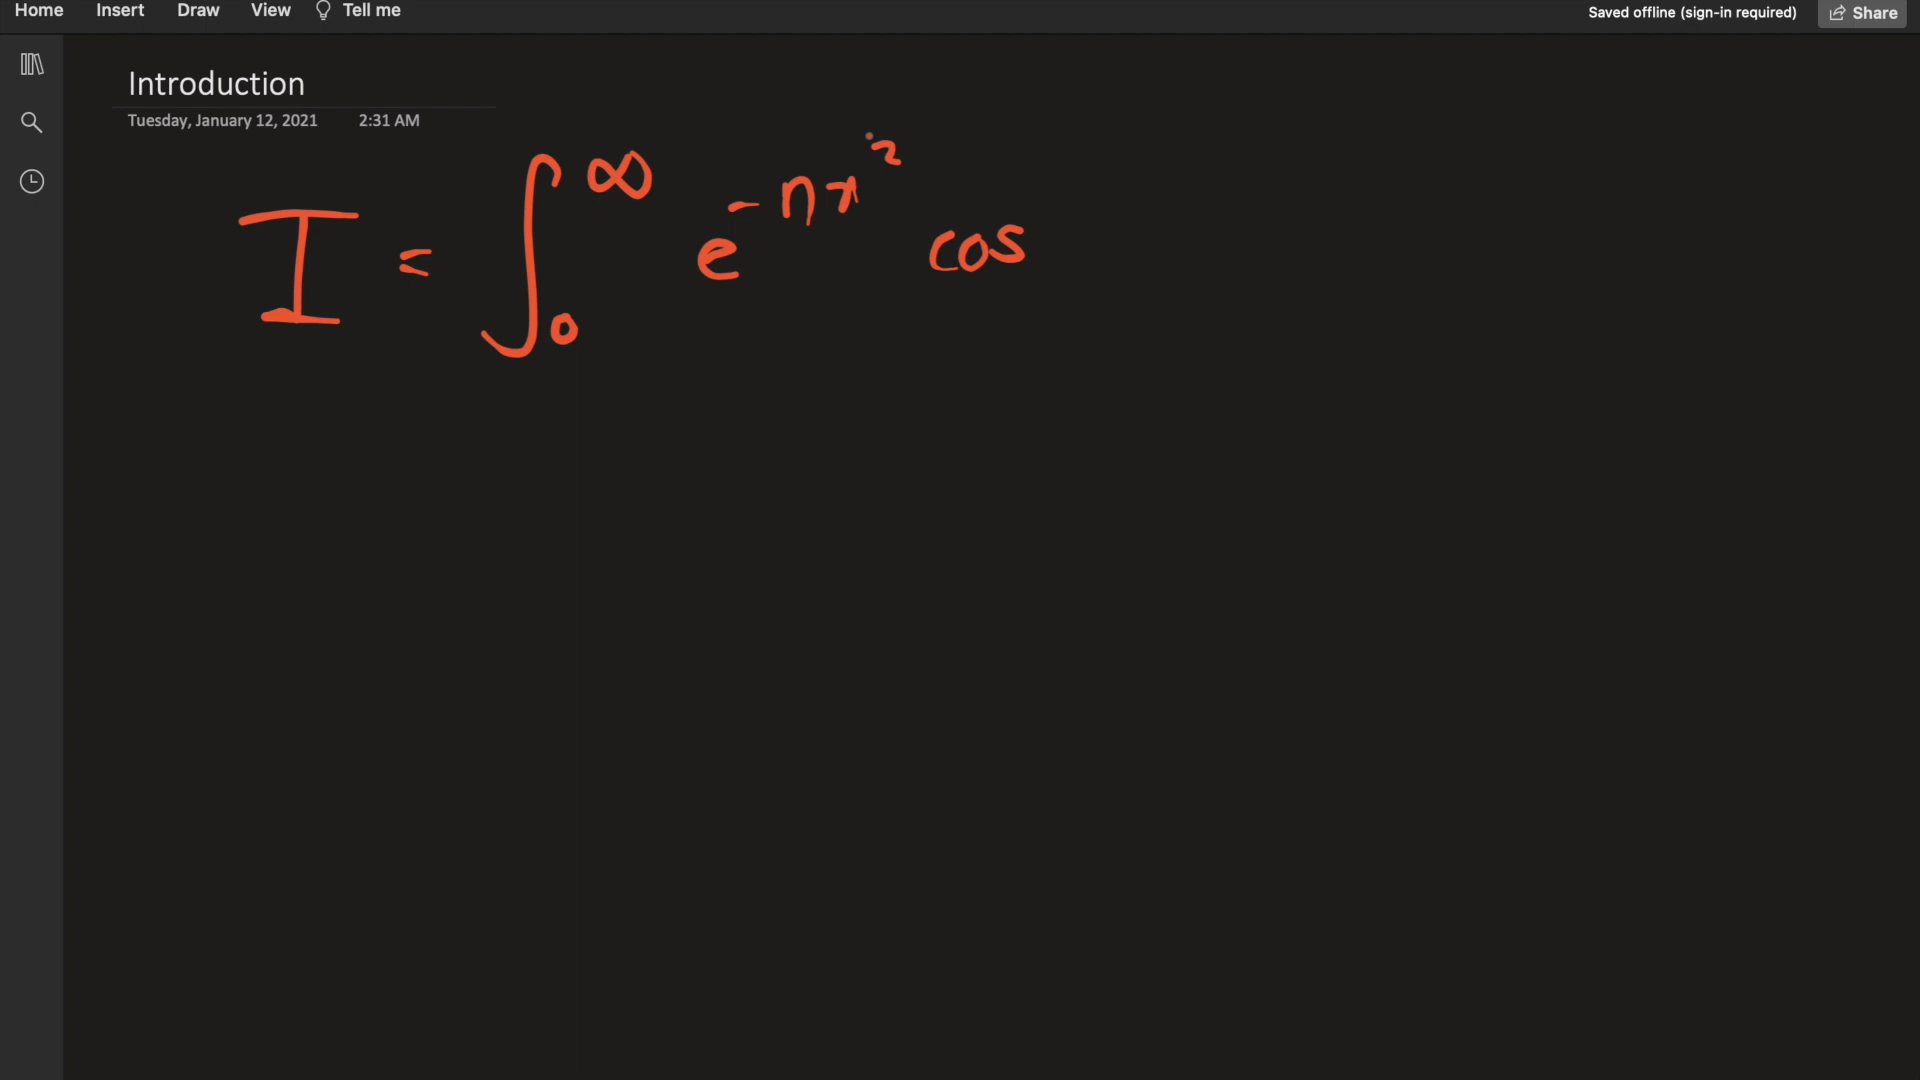 Home Insert Draw View Tell me Saved offline (sign-in required) Share
Introduction
Tuesday, January 12, 2021 2:31 AM
I = ∫₀^∞ e^{-nx²} cos